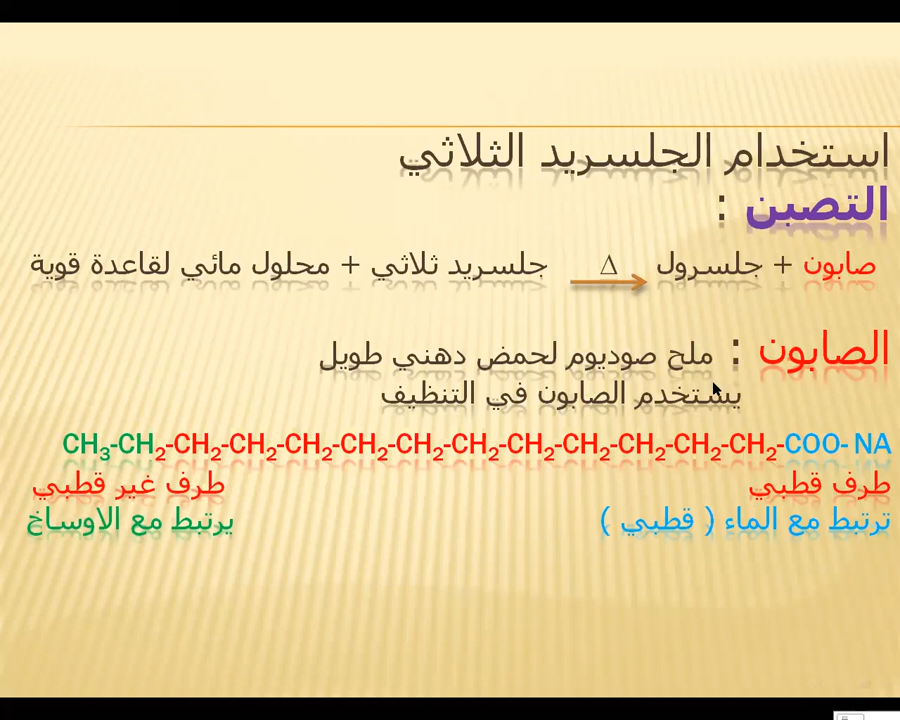 استخدام الجلسريد الثلاثي
التصبن :
جلسريد ثلاثي + محلول مائي لقاعدة قوية Δ صابون + جلسرول
الصابون : ملح صوديوم لحمض دهني طويل
يستخدم الصابون في التنظيف
CH3-CH2-CH2-CH2-CH2-CH2-CH2-CH2-CH2-CH2-CH2-CH2-CH2-COO- NA
طرف قطبي طرف غير قطبي
ترتبط مع الماء ( قطبي ) يرتبط مع الاوساخ